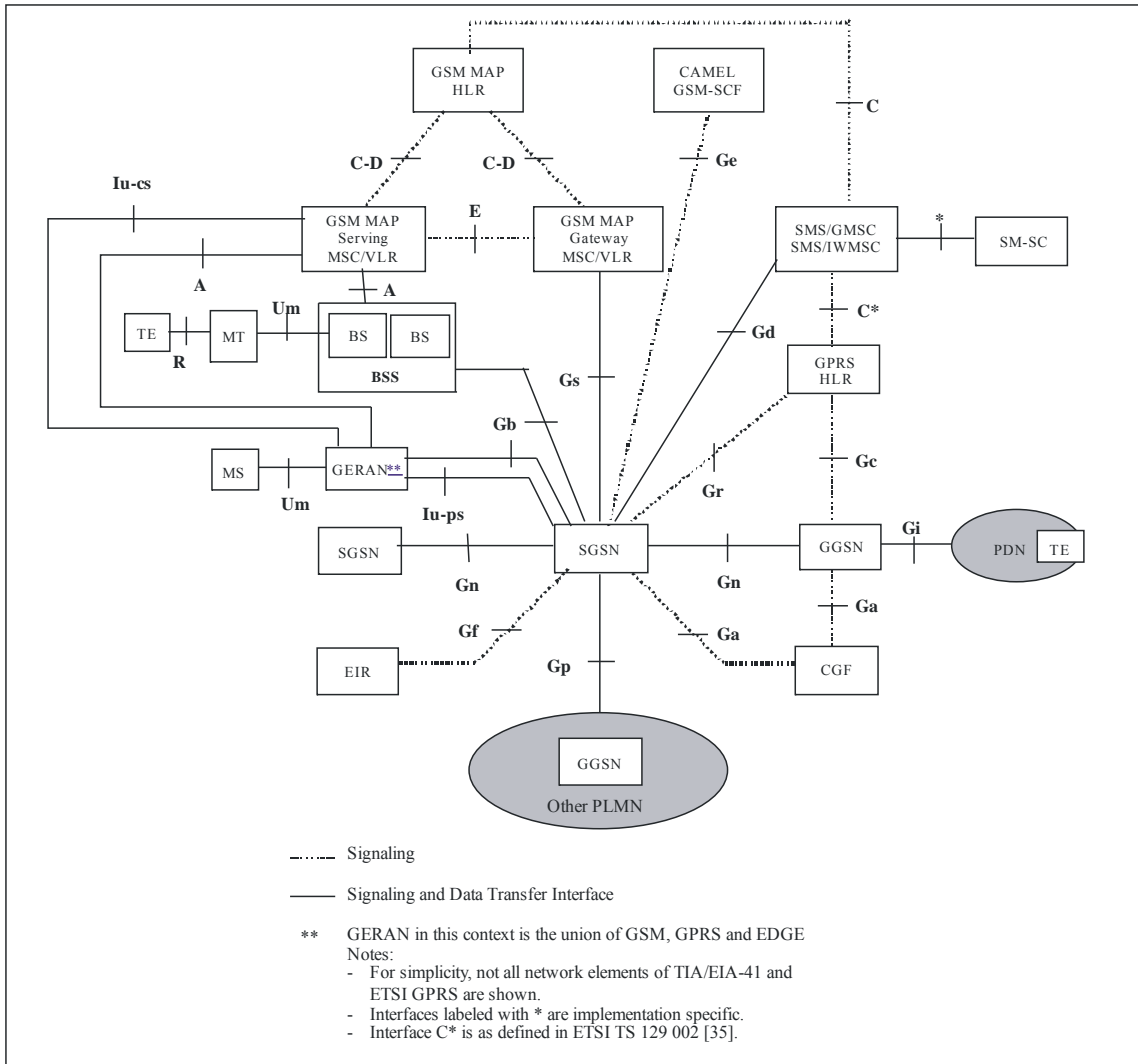 GSM MAP
HLR
CAMEL
GSM-SCF
C
C-D
C-D
Ge
Iu-cs
GSM MAP
Serving
MSC/VLR
E
GSM MAP
Gateway
MSC/VLR
SMS/GMSC
SMS/IWMSC
*
SM-SC
A
A
Um
C*
TE
R
MT
BS
BS
BSS
Gd
GPRS
HLR
Gs
Gb
MS
Um
GERAN**
Iu-ps
Gr
Gc
SGSN
Gn
SGSN
Gn
GGSN
Gi
PDN
TE
Gf
Ga
Ga
EIR
Gp
CGF
GGSN
Other PLMN
Signaling
Signaling and Data Transfer Interface
** GERAN in this context is the union of GSM, GPRS and EDGE
Notes:
- For simplicity, not all network elements of TIA/EIA-41 and
ETSI GPRS are shown.
- Interfaces labeled with * are implementation specific.
- Interface C* is as defined in ETSI TS 129 002 [35].